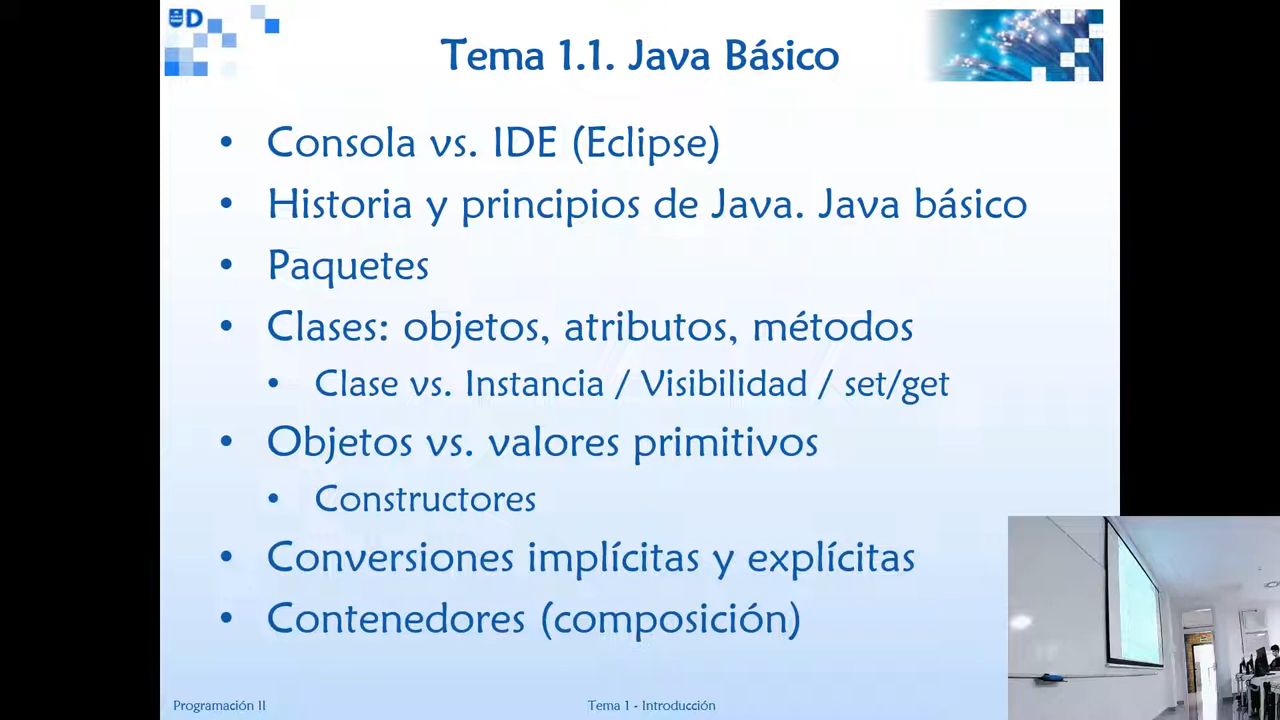 UD
Tema 1.1. Java Básico
• Consola vs. IDE (Eclipse)
• Historia y principios de Java. Java básico
• Paquetes
• Clases: objetos, atributos, métodos
• Clase vs. Instancia / Visibilidad / set/get
• Objetos vs. valores primitivos
• Constructores
• Conversiones implícitas y explícitas
• Contenedores (composición)
Programación II
Tema 1 - Introducción